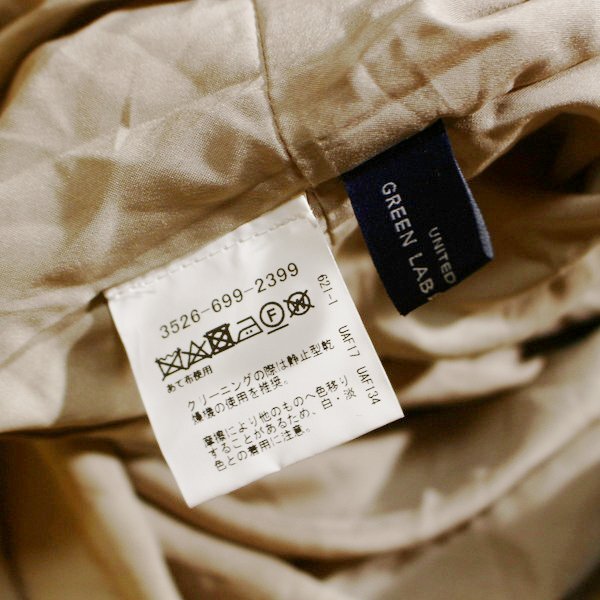 3526-699-2399
621-1
あて布使用
クリーニングの際は静止型乾
燥機の使用を推奨。
摩擦により他のものへ色移り
することがあるため、白・淡
色との着用に注意。
UAF17 UAF134
UNITED
GREEN LAB